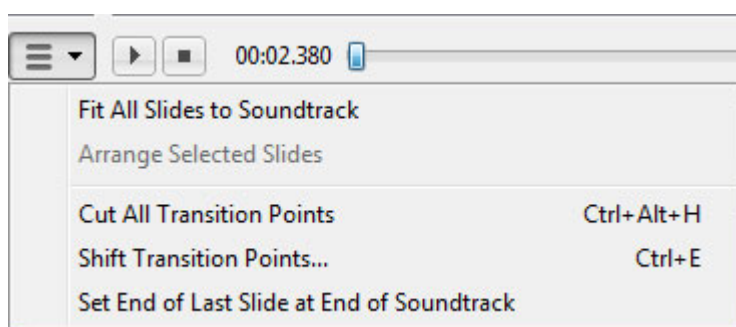 00:02.380
Fit All Slides to Soundtrack
Arrange Selected Slides
Cut All Transition Points Ctrl+Alt+H
Shift Transition Points... Ctrl+E
Set End of Last Slide at End of Soundtrack